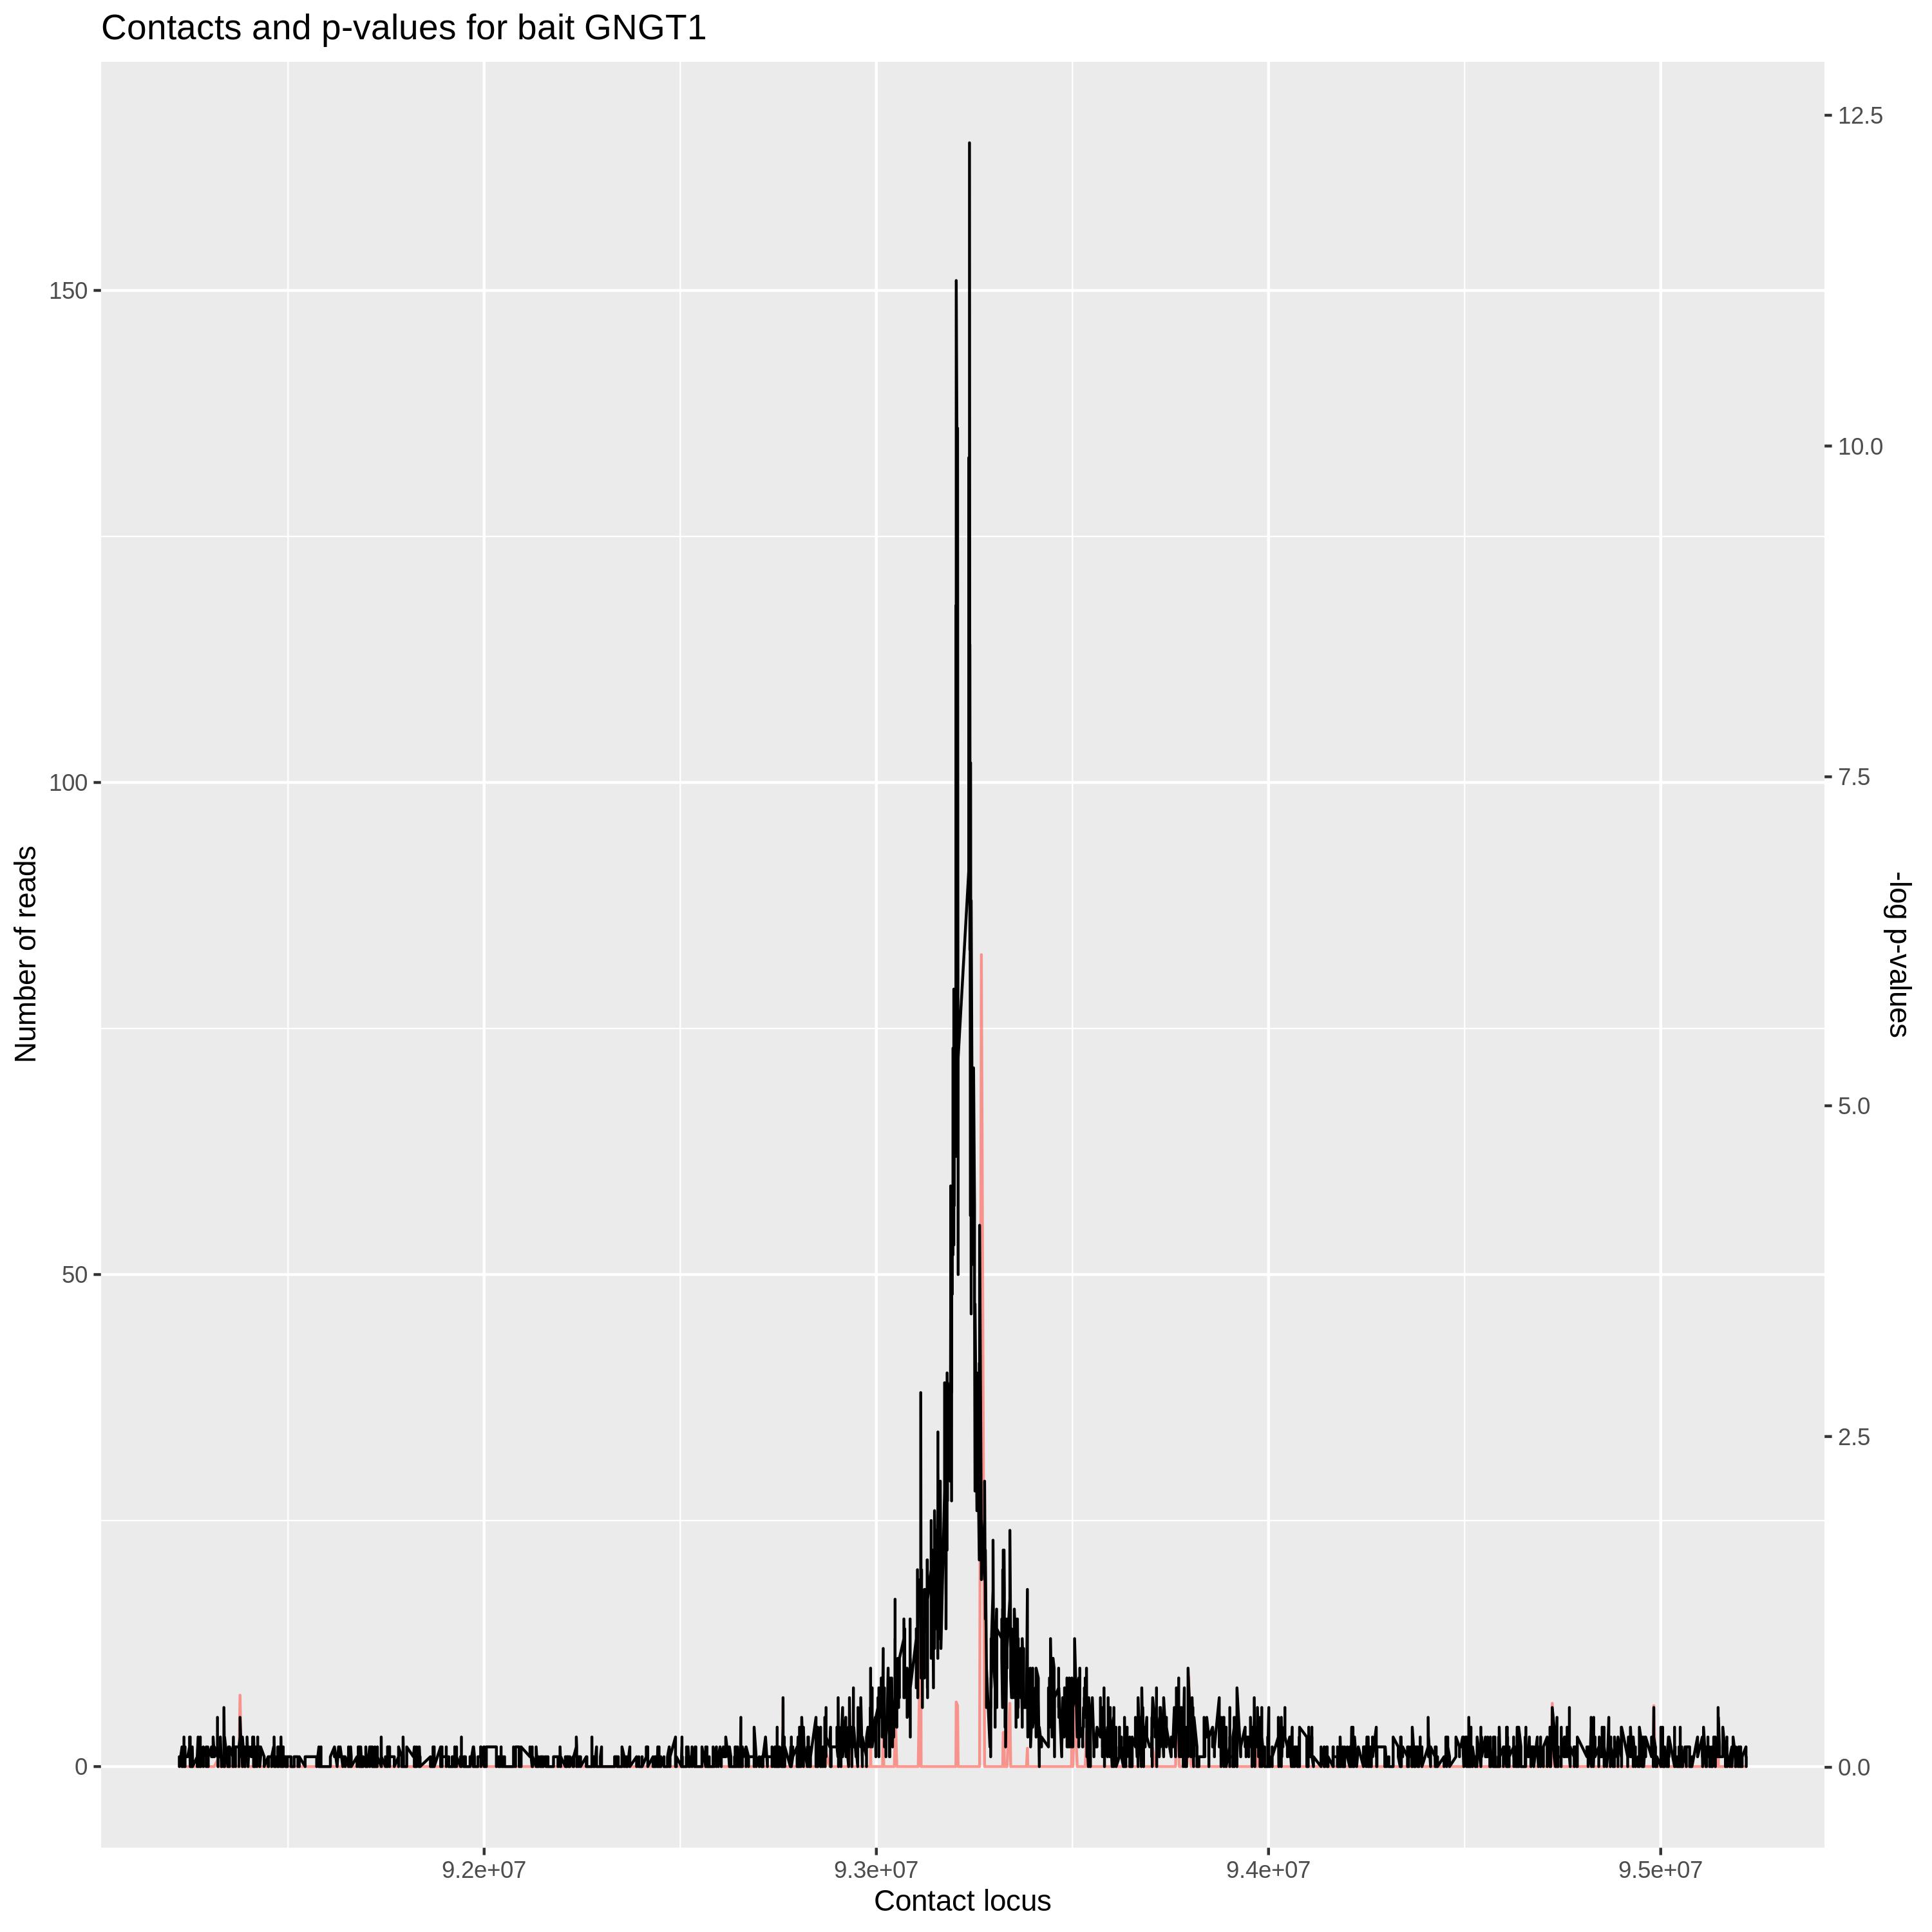 Contacts and p-values for bait GNGT1
Number of reads
150
100
50
0
12.5
10.0
7.5
5.0
2.5
0.0
-log p-values
9.2e+07
9.3e+07
9.4e+07
9.5e+07
Contact locus